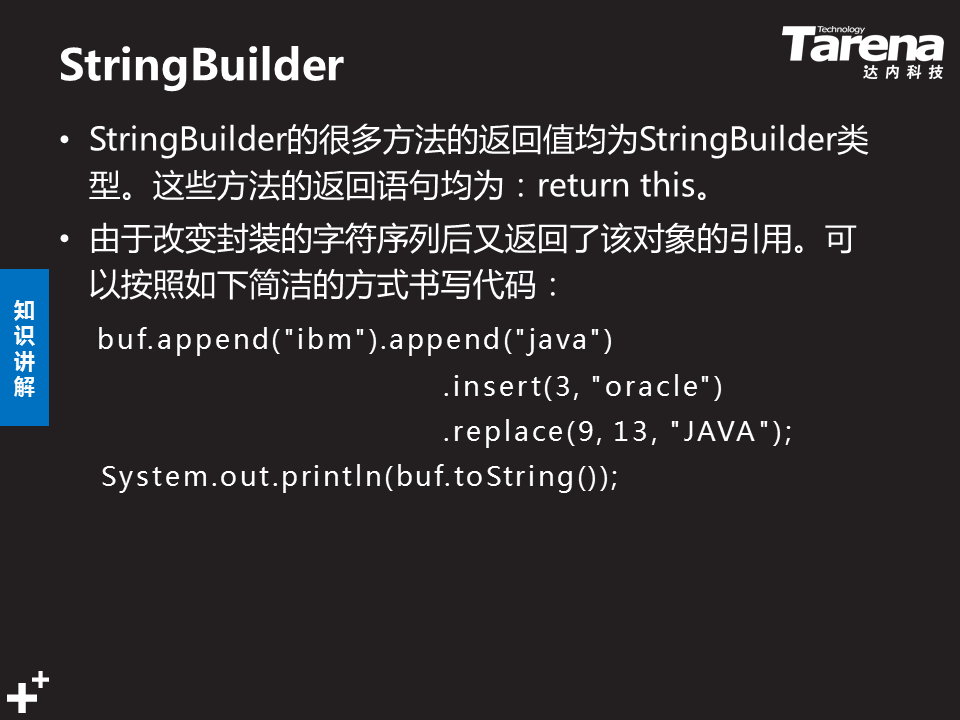 StringBuilder
Technology
Tarena
达内科技
• StringBuilder的很多方法的返回值均为StringBuilder类
型。这些方法的返回语句均为：return this。
• 由于改变封装的字符序列后又返回了该对象的引用。可
以按照如下简洁的方式书写代码：
知识讲解
buf.append("ibm").append("java")
.insert(3, "oracle")
.replace(9, 13, "JAVA");
System.out.println(buf.toString());